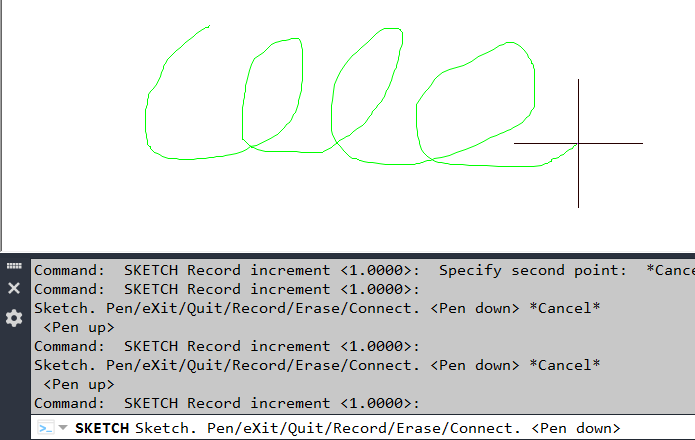 Command:  SKETCH Record increment <1.0000>:  Specify second point:  *Cance
Command:  SKETCH Record increment <1.0000>:
Sketch. Pen/eXit/Quit/Record/Erase/Connect. <Pen down> *Cancel*
 <Pen up>
Command:  SKETCH Record increment <1.0000>:
Sketch. Pen/eXit/Quit/Record/Erase/Connect. <Pen down> *Cancel*
 <Pen up>
Command:  SKETCH Record increment <1.0000>:
SKETCH Sketch. Pen/eXit/Quit/Record/Erase/Connect. <Pen down>